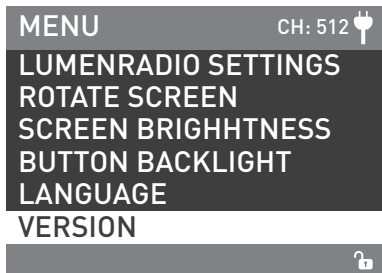 MENU CH: 512
LUMENRADIO SETTINGS
ROTATE SCREEN
SCREEN BRIGHHTNESS
BUTTON BACKLIGHT
LANGUAGE
VERSION